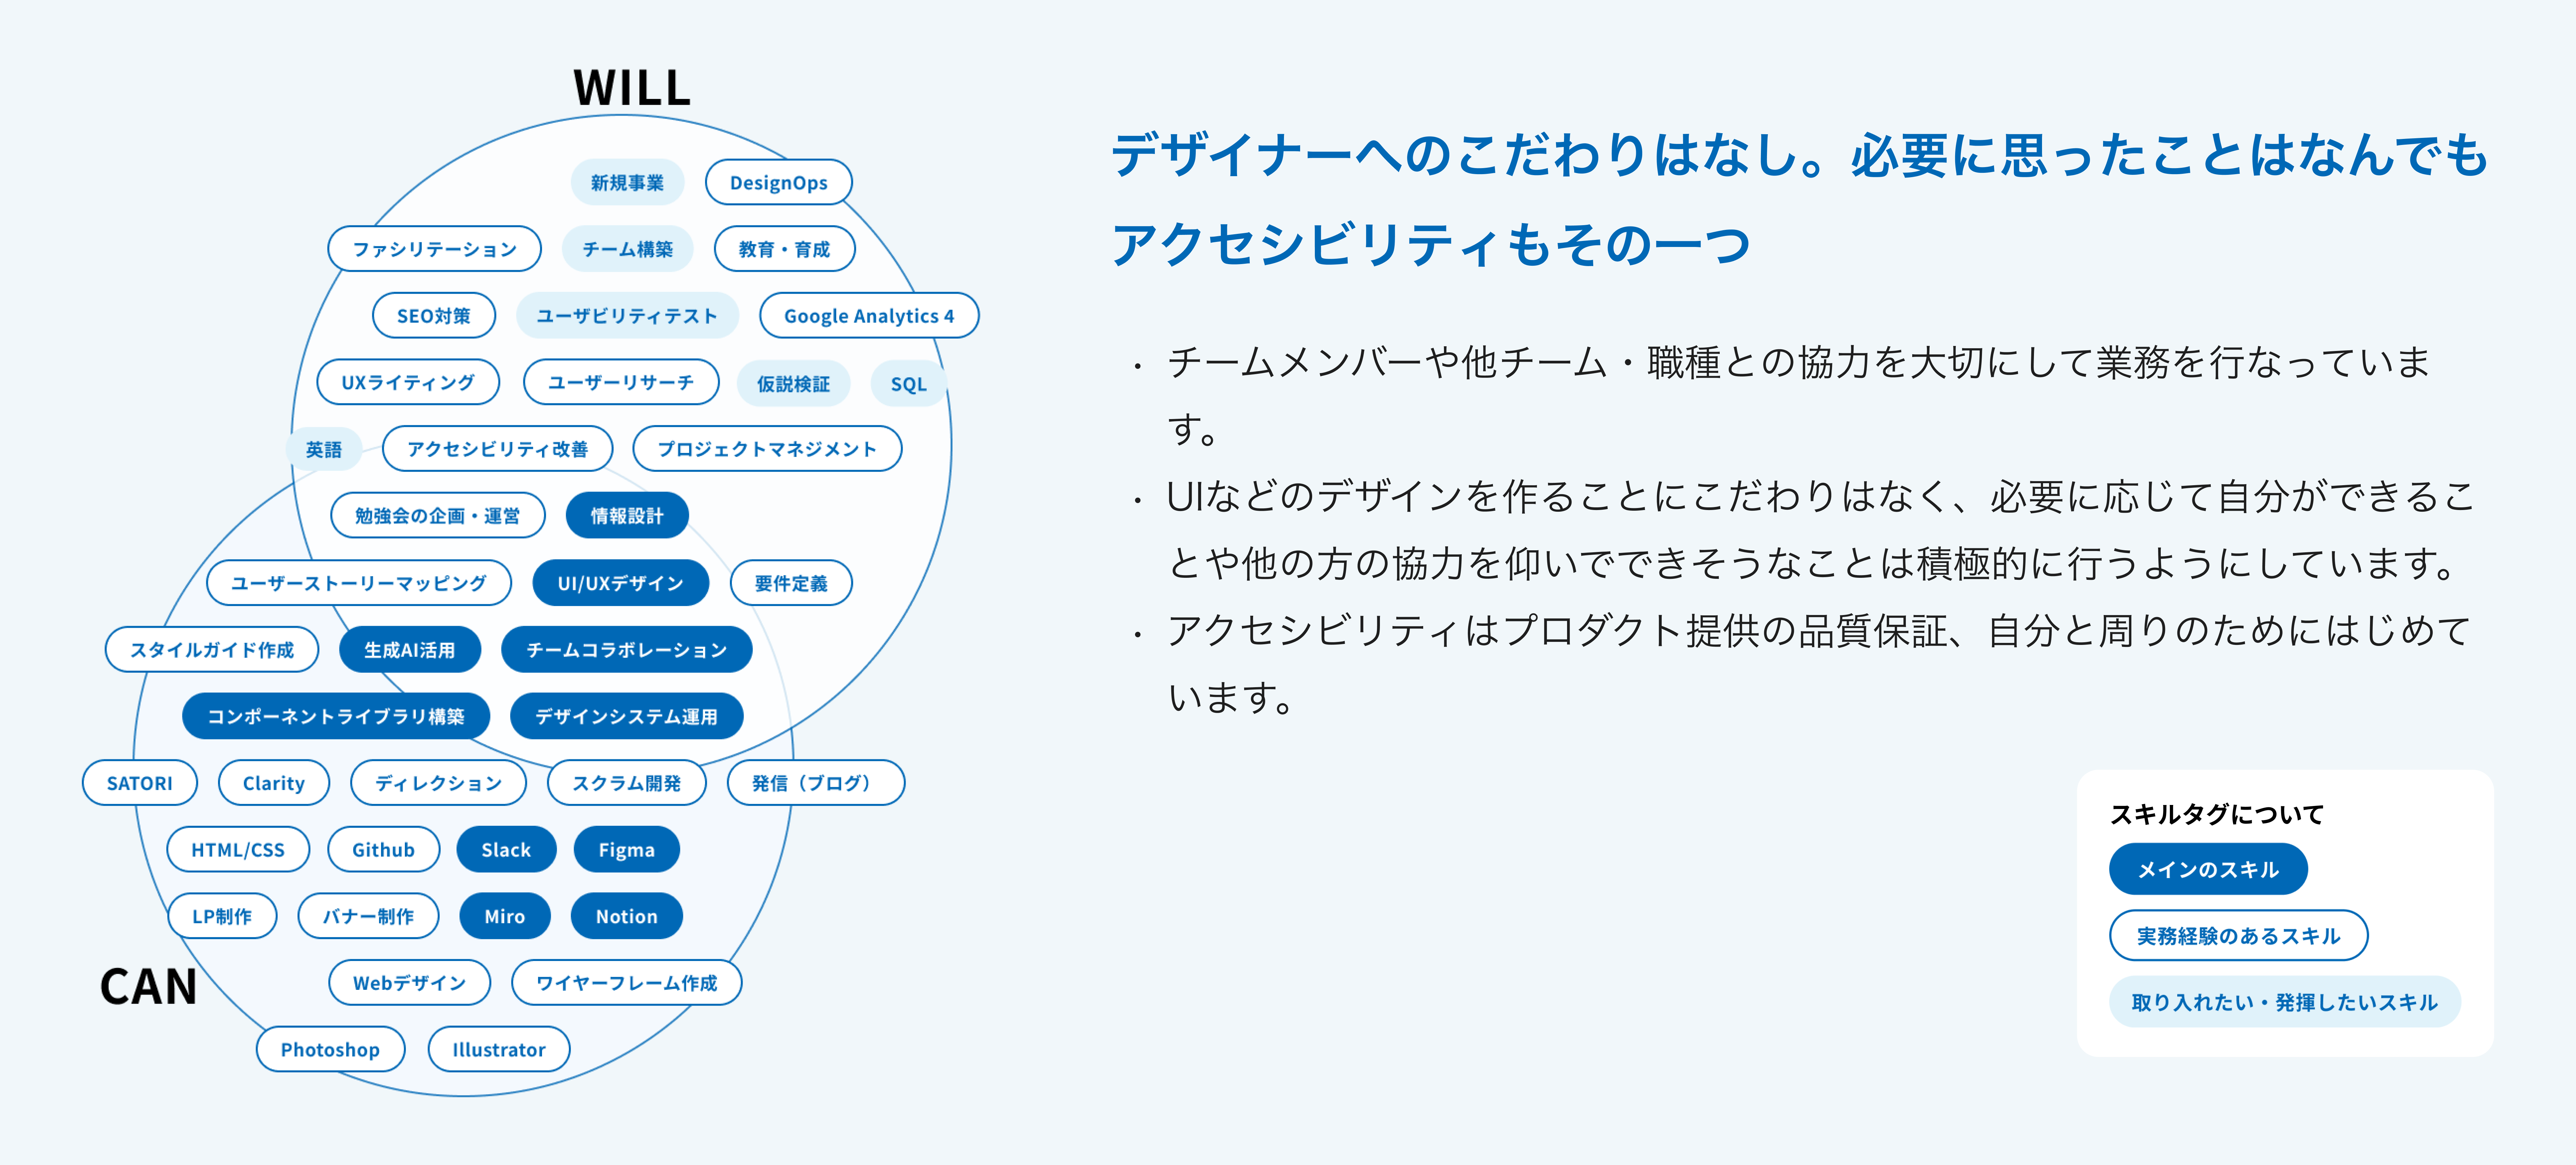 WILL
新規事業
DesignOps
ファシリテーション
チーム構築
教育・育成
SEO対策
ユーザビリティテスト
Google Analytics 4
UXライティング
ユーザーリサーチ
仮説検証
SQL
英語
アクセシビリティ改善
プロジェクトマネジメント
勉強会の企画・運営
情報設計
ユーザーストーリーマッピング
UI/UXデザイン
要件定義
スタイルガイド作成
生成AI活用
チームコラボレーション
コンポーネントライブラリ構築
デザインシステム運用
SATORI
Clarity
ディレクション
スクラム開発
発信（ブログ）
HTML/CSS
Github
Slack
Figma
LP制作
バナー制作
Miro
Notion
CAN
Webデザイン
ワイヤーフレーム作成
Photoshop
Illustrator
デザイナーへのこだわりはなし。必要に思ったことはなんでも
アクセシビリティもその一つ
・ チームメンバーや他チーム・職種との協力を大切にして業務を行なっていま
す。
・ UIなどのデザインを作ることにこだわりはなく、必要に応じて自分ができるこ
とや他の方の協力を仰いでできそうなことは積極的に行うようにしています。
・ アクセシビリティはプロダクト提供の品質保証、自分と周りのためにはじめて
います。
スキルタグについて
メインのスキル
実務経験のあるスキル
取り入れたい・発揮したいスキル